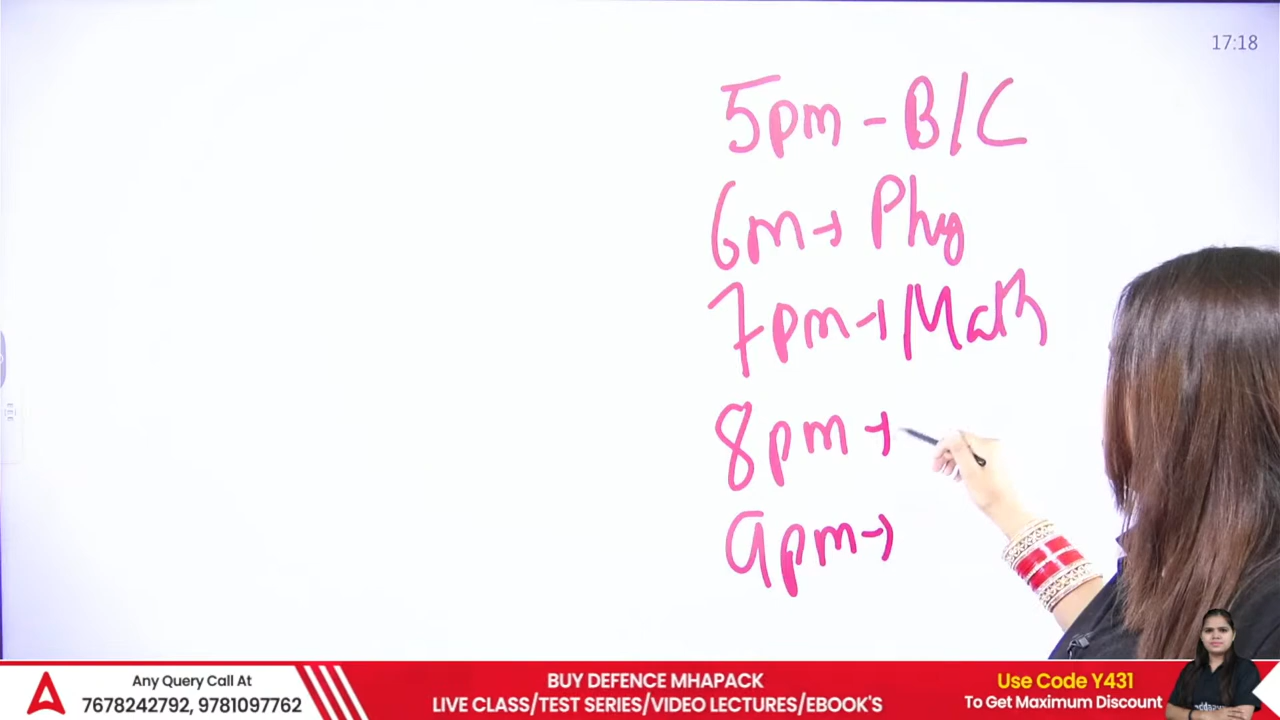 17:18
5pm - B/C
6m → Phy
7pm → Math
8pm →
9pm →
Any Query Call At
7678242792, 9781097762
BUY DEFENCE MHAPACK
LIVE CLASS/TEST SERIES/VIDEO LECTURES/EBOOK'S
Use Code Y431
To Get Maximum Discount